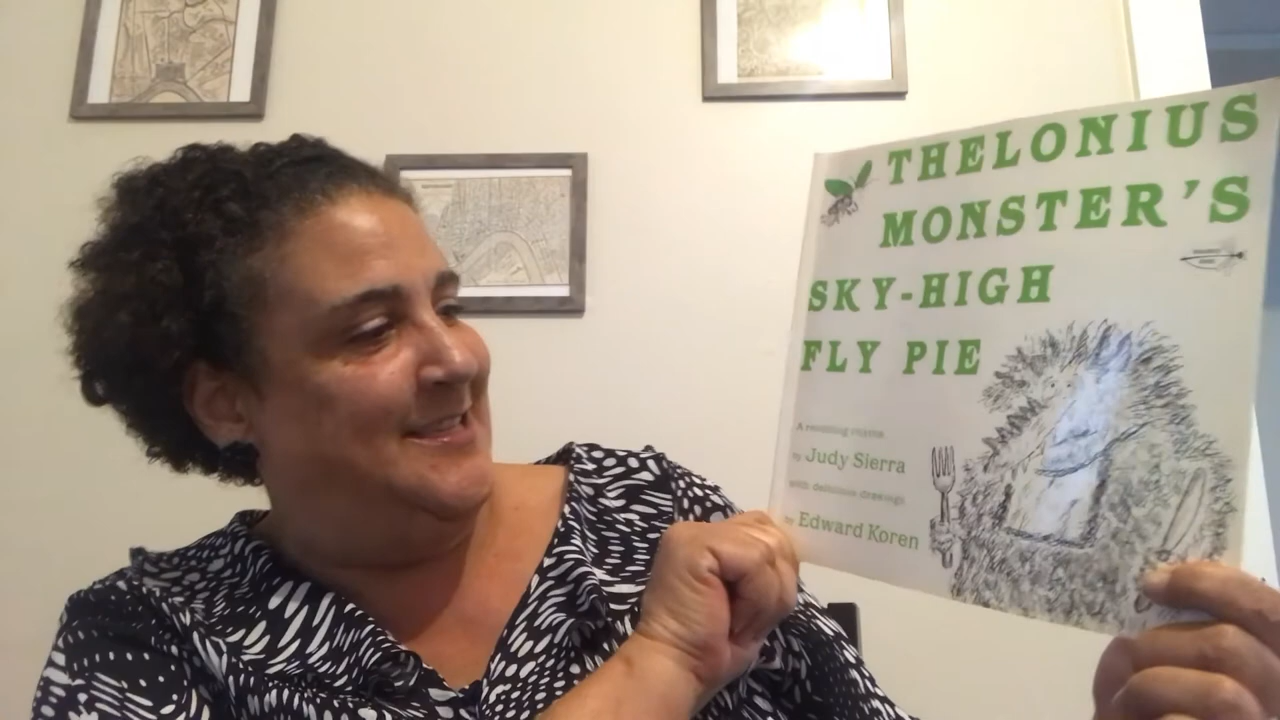 THELONIUS
MONSTER'S
SKY-HIGH
FLY PIE
A revolting rhyme
by Judy Sierra
with delicious drawings
by Edward Koren